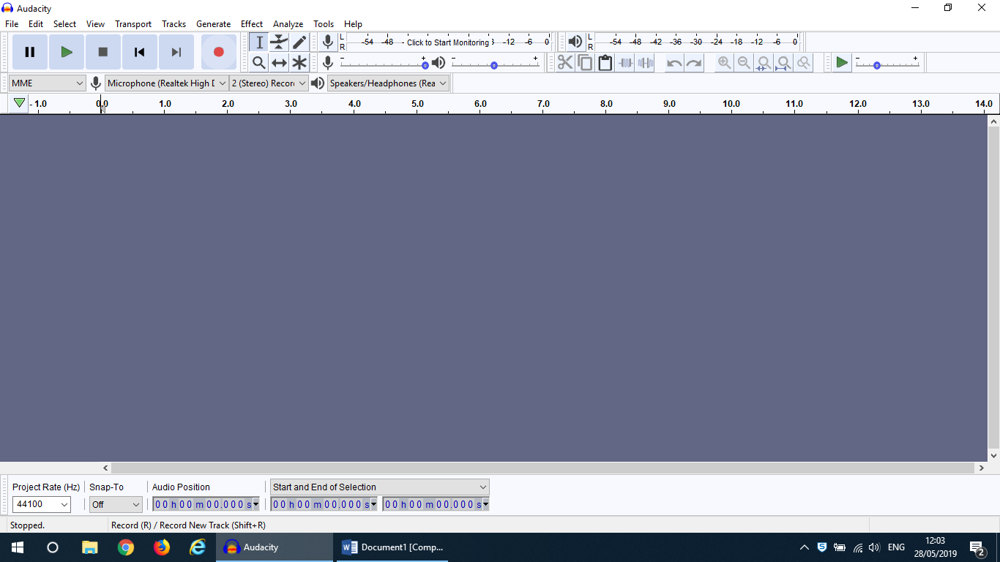 Audacity
File Edit Select View Transport Tracks Generate Effect Analyze Tools Help
L R -54 -48 - Click to Start Monitoring -12 -6 0 L R -54 -48 -42 -36 -30 -24 -18 -12 -6 0
- + - + - +
MME Microphone (Realtek High 2 (Stereo) Recor Speakers/Headphones (Rea
- 1.0 0.0 1.0 2.0 3.0 4.0 5.0 6.0 7.0 8.0 9.0 10.0 11.0 12.0 13.0 14.0
Project Rate (Hz) Snap-To Audio Position Start and End of Selection
44100 Off 00 h 00 m 00.000 s 00 h 00 m 00.000 s 00 h 00 m 00.000 s
Stopped. Record (R) / Record New Track (Shift+R)
Audacity Document1 [Comp... ENG 12:03
28/05/2019 2